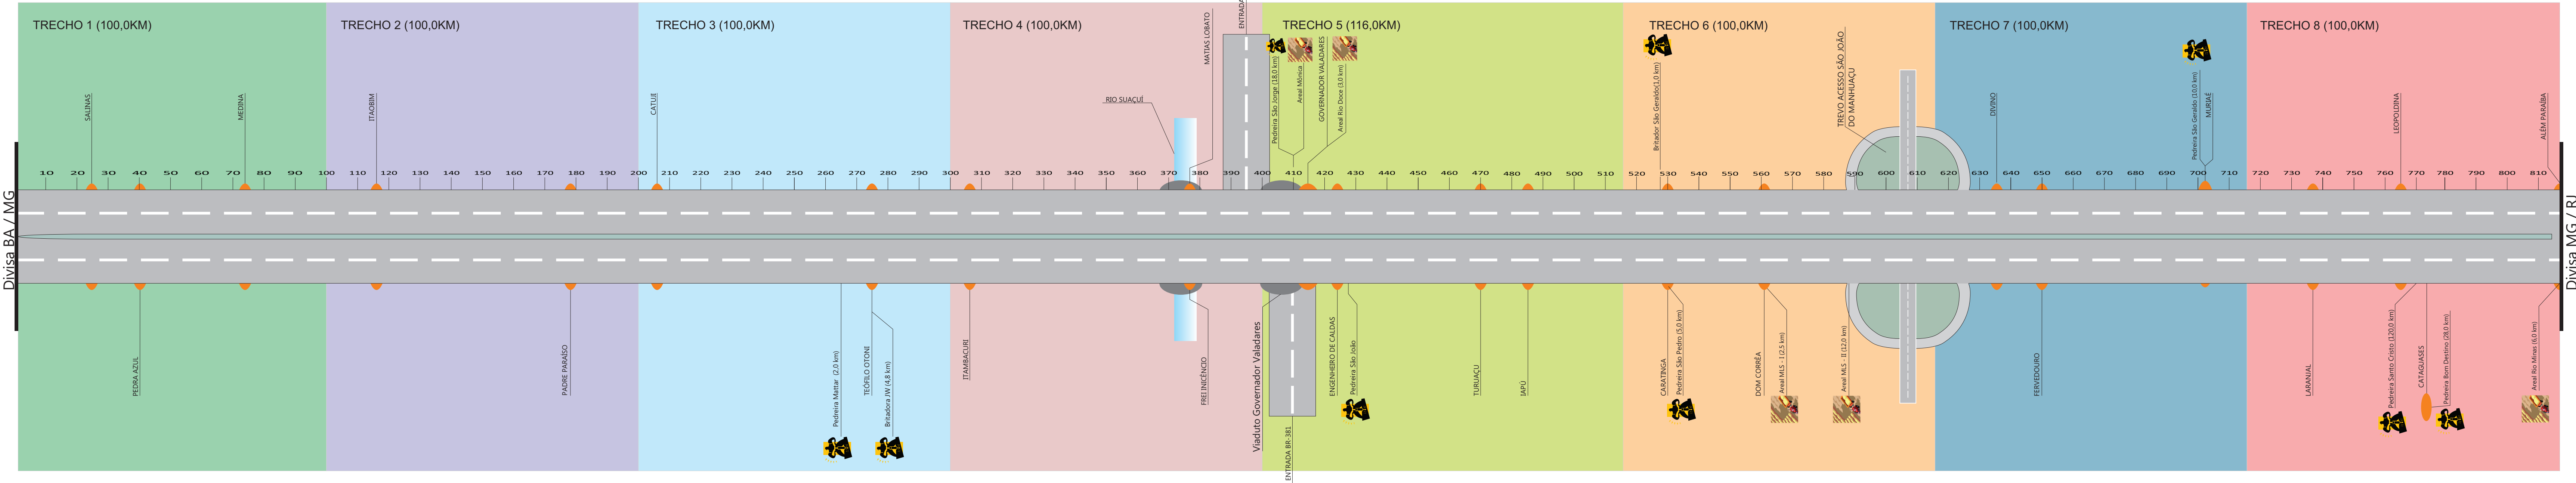 TRECHO 1 (100,0KM)
TRECHO 2 (100,0KM)
TRECHO 3 (100,0KM)
TRECHO 4 (100,0KM)
TRECHO 5 (116,0KM)
TRECHO 6 (100,0KM)
TRECHO 7 (100,0KM)
TRECHO 8 (100,0KM)
SALINAS
MEDINA
ITAOBIM
CATUJI
RIO SUAÇUÍ
MATIAS LOBATO
ENTRADA
Pedreira São Jorge (18,0 km)
Areal Mônica
GOVERNADOR VALADARES
Areal Rio Doce (3,0 km)
Britador São Geraldo(1,0 km)
TREVO ACESSO SÃO JOÃO
DO MANHUAÇU
DIVINO
Pedreira São Geraldo (10,0 km)
MURIAÉ
LEOPOLDINA
ALÉM PARAÍBA
10 20 30 40 50 60 70 80 90 100 110 120 130 140 150 160 170 180 190 200 210 220 230 240 250 260 270 280 290 300 310 320 330 340 350 360 370 380 390 400 410 420 430 440 450 460 470 480 490 500 510 520 530 540 550 560 570 580 590 600 610 620 630 640 650 660 670 680 690 700 710 720 730 740 750 760 770 780 790 800 810
Divisa BA / MG
Divisa MG / RJ
PEDRA AZUL
PADRE PARAÍSO
Pedreira Mattar (2,0 km)
TEÓFILO OTONI
Britadora JW (4,8 km)
ITAMBACURI
FREI INICÊNCIO
Viaduto Governador Valadares
ENTRADA BR-381
ENGENHEIRO DE CALDAS
Pedreira São João
TURUAÇU
IAPÚ
CARATINGA
Pedreira São Pedro (5,0 km)
DOM CORRÊA
Areal MLS - I (2,5 km)
Areal MLS - II (12,0 km)
FERVEDOURO
LARANJAL
Pedreira Santo Cristo (120,0 km)
CATAGUASES
Pedreira Bom Destino (28,0 km)
Areal Rio Minas (6,0 km)